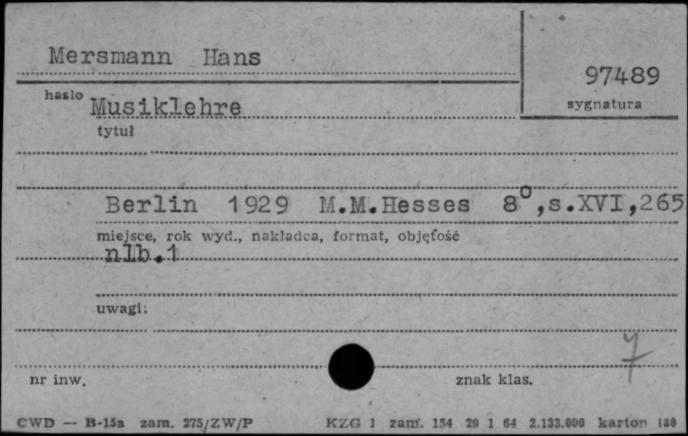 Mersmann Hans
97489
hasło Musiklehre
sygnatura
tytuł
Berlin 1929 M.M.Hesses 8°,s.XVI,265
miejsce, rok wyd., nakładca, format, objętość
nlb.1
uwagi:
7
nr inw.
znak klas.
CWD — B-15a zam. 275/ZW/P KZG 1 zam. 154 29 1 64 2.133.000 karton 180